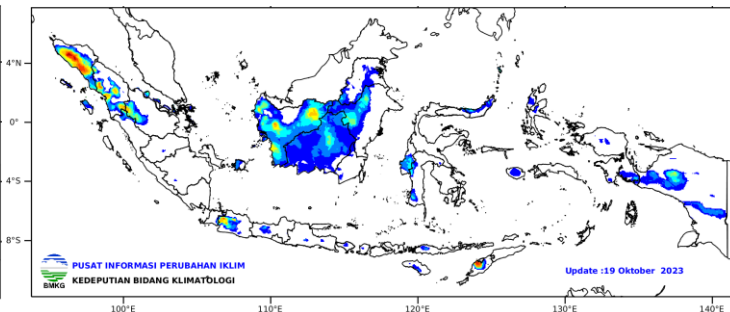 4°N
0°
4°S
8°S
PUSAT INFORMASI PERUBAHAN IKLIM
KEDEPUTIAN BIDANG KLIMATOLOGI
BMKG
Update :19 Oktober 2023
100°E 110°E 120°E 130°E 140°E